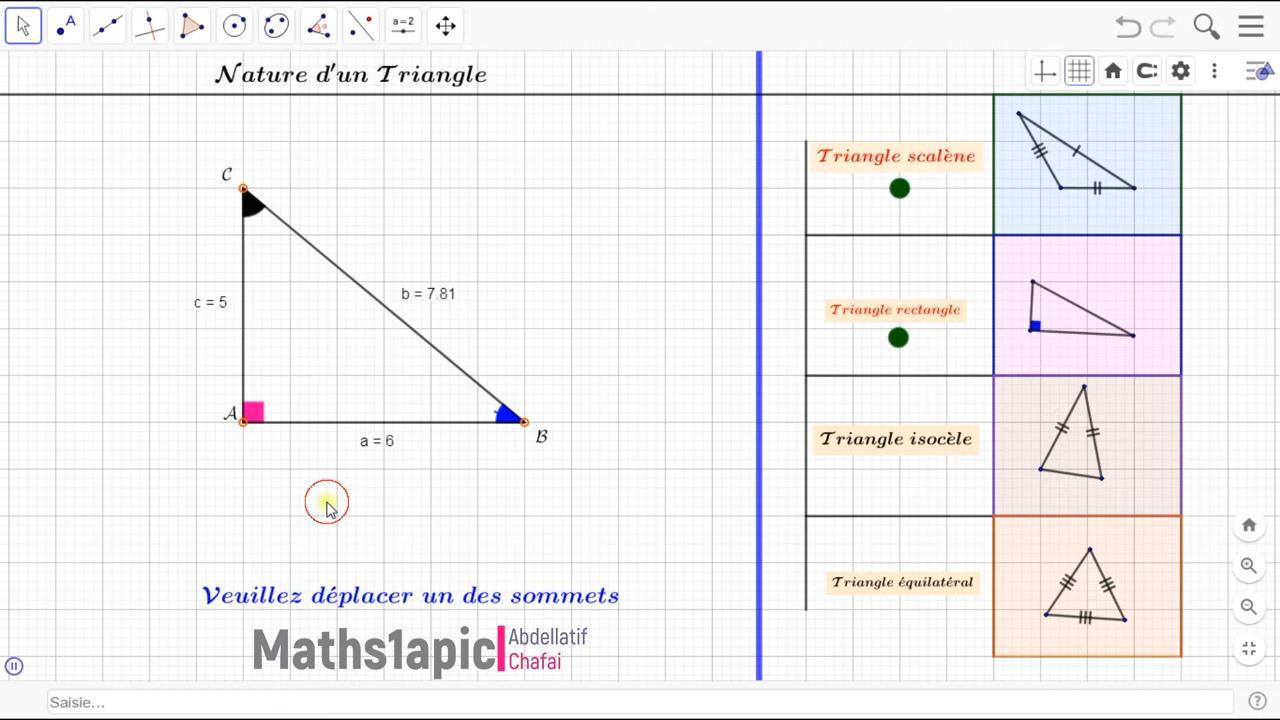 A
a = 2
Nature d'un Triangle
C
c = 5
b = 7.81
A
a = 6
B
Veuillez déplacer un des sommets
Maths1apic
Abdellatif
Chafai
Triangle scalène
Triangle rectangle
Triangle isocèle
Triangle équilatéral
Saisie...